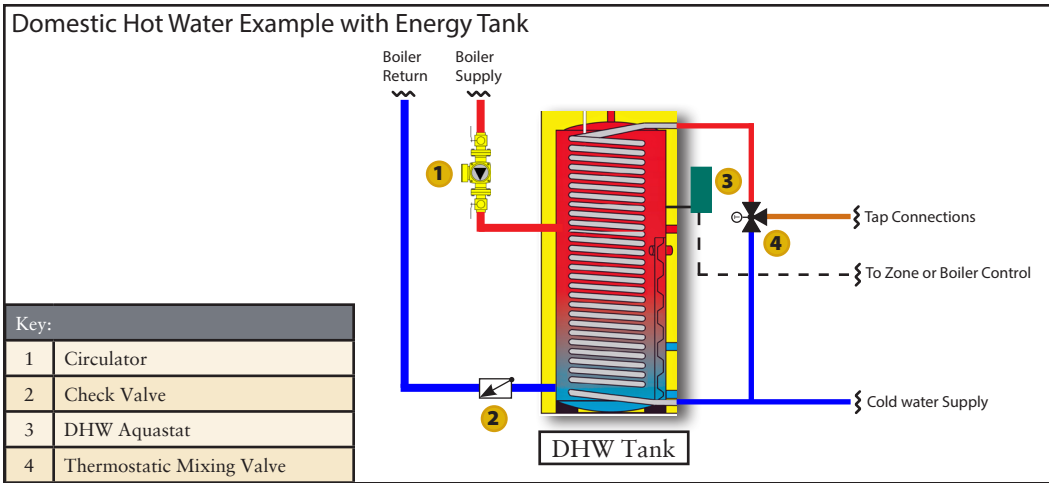 Domestic Hot Water Example with Energy Tank
Boiler
Return
Boiler
Supply
1
3
4
Tap Connections
To Zone or Boiler Control
2
Cold water Supply
DHW Tank
Key:
1 Circulator
2 Check Valve
3 DHW Aquastat
4 Thermostatic Mixing Valve